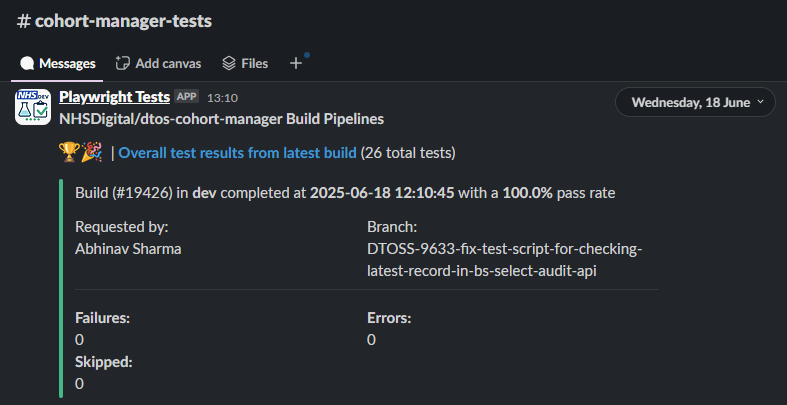 # cohort-manager-tests
Messages Add canvas Files +
NHS DEV
Playwright Tests APP 13:10
Wednesday, 18 June
NHSDigital/dtos-cohort-manager Build Pipelines
🏆🎉 | Overall test results from latest build (26 total tests)
Build (#19426) in dev completed at 2025-06-18 12:10:45 with a 100.0% pass rate
Requested by:
Abhinav Sharma
Branch:
DTOSS-9633-fix-test-script-for-checking-
latest-record-in-bs-select-audit-api
Failures:
0
Errors:
0
Skipped:
0